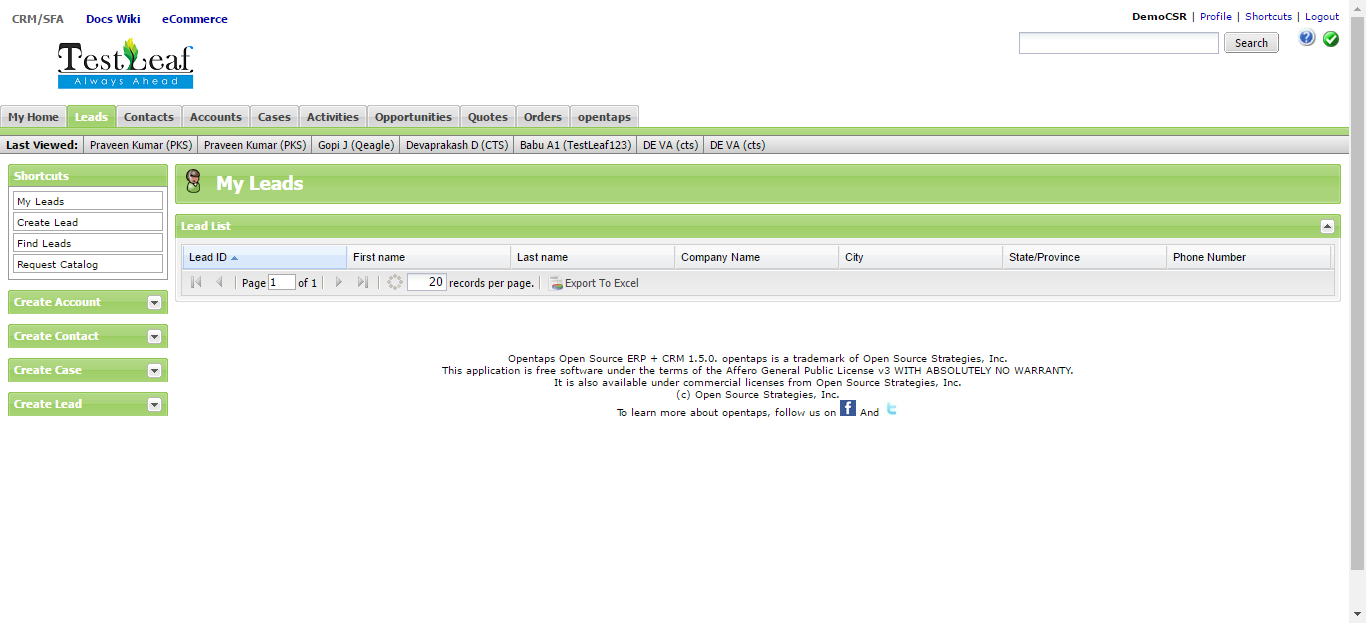 CRM/SFA Docs Wiki eCommerce
DemoCSR | Profile | Shortcuts | Logout
TestLeaf
Always Ahead
Search
My Home Leads Contacts Accounts Cases Activities Opportunities Quotes Orders opentaps
Last Viewed: Praveen Kumar (PKS) Praveen Kumar (PKS) Gopi J (Qeagle) Devaprakash D (CTS) Babu A1 (TestLeaf123) DE VA (cts) DE VA (cts)
Shortcuts
My Leads
Create Lead
Find Leads
Request Catalog
Create Account
Create Contact
Create Case
Create Lead
My Leads
Lead List
Lead ID First name Last name Company Name City State/Province Phone Number
Page 1 of 1 20 records per page. Export To Excel
Opentaps Open Source ERP + CRM 1.5.0. opentaps is a trademark of Open Source Strategies, Inc.
This application is free software under the terms of the Affero General Public License v3 WITH ABSOLUTELY NO WARRANTY.
It is also available under commercial licenses from Open Source Strategies, Inc.
(c) Open Source Strategies, Inc.
To learn more about opentaps, follow us on f And t